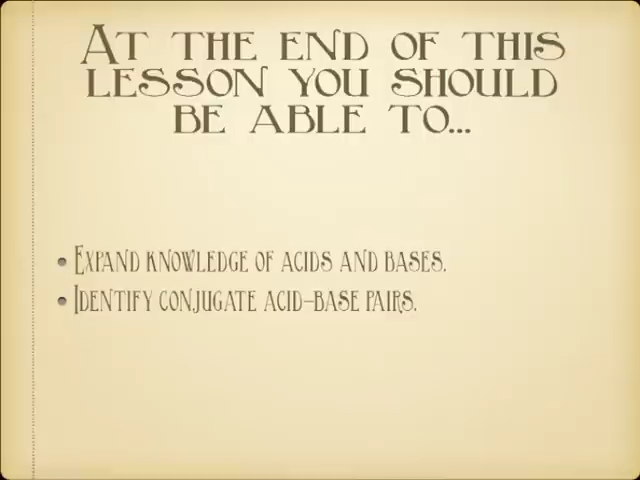 At the end of this
lesson you should
be able to...
• Expand knowledge of acids and bases.
• Identify conjugate acid-base pairs.